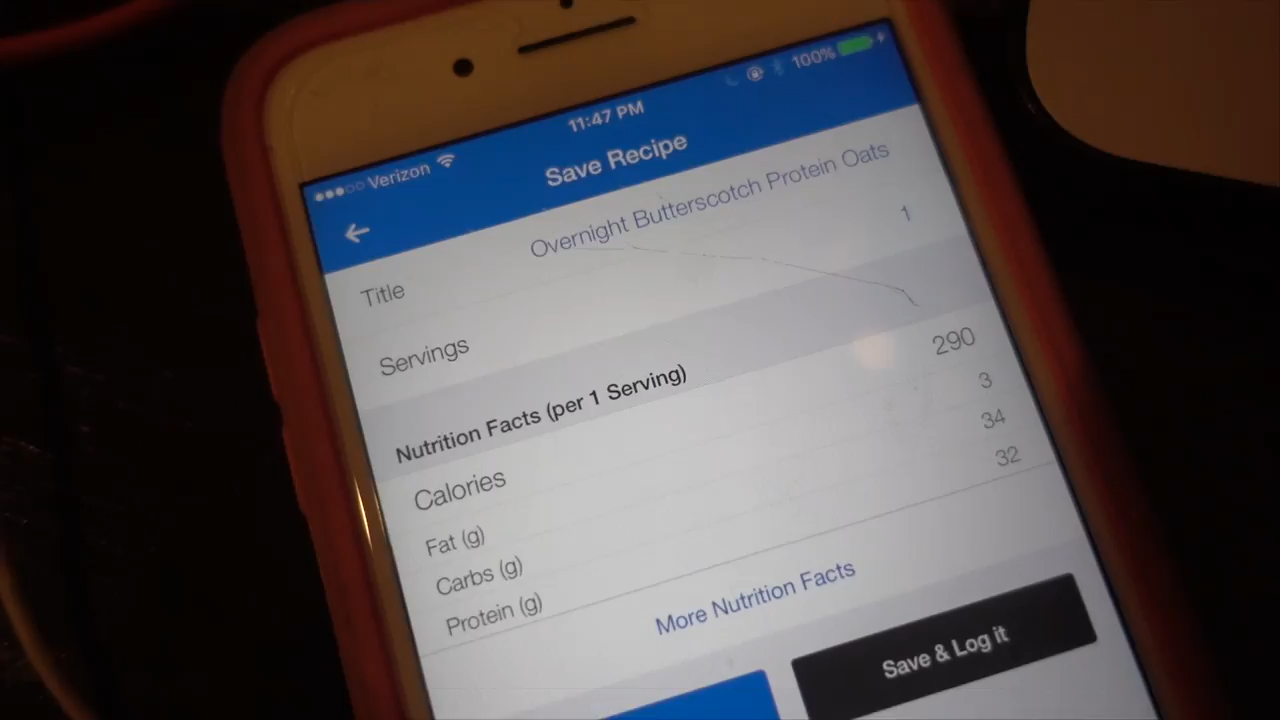 Verizon 11:47 PM 100%
Save Recipe
Title Overnight Butterscotch Protein Oats
Servings 1
Nutrition Facts (per 1 Serving)
Calories 290
Fat (g) 3
Carbs (g) 34
Protein (g) 32
More Nutrition Facts
Save & Log it